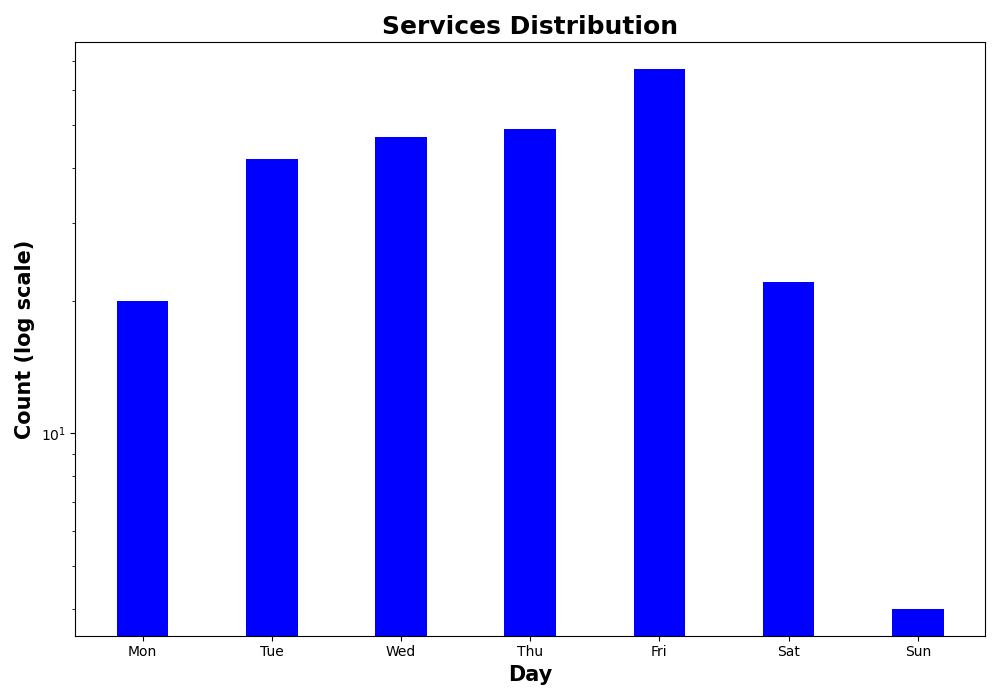 Services Distribution
Count (log scale)
10¹
Mon Tue Wed Thu Fri Sat Sun
Day